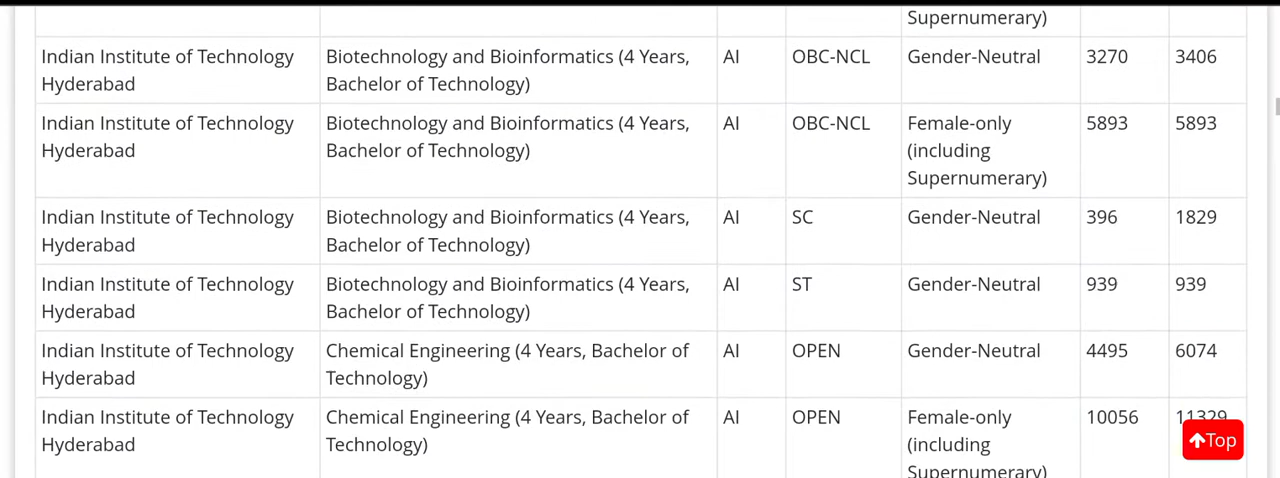 Supernumerary)
Indian Institute of Technology Hyderabad Biotechnology and Bioinformatics (4 Years, Bachelor of Technology) AI OBC-NCL Gender-Neutral 3270 3406
Indian Institute of Technology Hyderabad Biotechnology and Bioinformatics (4 Years, Bachelor of Technology) AI OBC-NCL Female-only (including Supernumerary) 5893 5893
Indian Institute of Technology Hyderabad Biotechnology and Bioinformatics (4 Years, Bachelor of Technology) AI SC Gender-Neutral 396 1829
Indian Institute of Technology Hyderabad Biotechnology and Bioinformatics (4 Years, Bachelor of Technology) AI ST Gender-Neutral 939 939
Indian Institute of Technology Hyderabad Chemical Engineering (4 Years, Bachelor of Technology) AI OPEN Gender-Neutral 4495 6074
Indian Institute of Technology Hyderabad Chemical Engineering (4 Years, Bachelor of Technology) AI OPEN Female-only (including Supernumerary) 10056 11329
Top